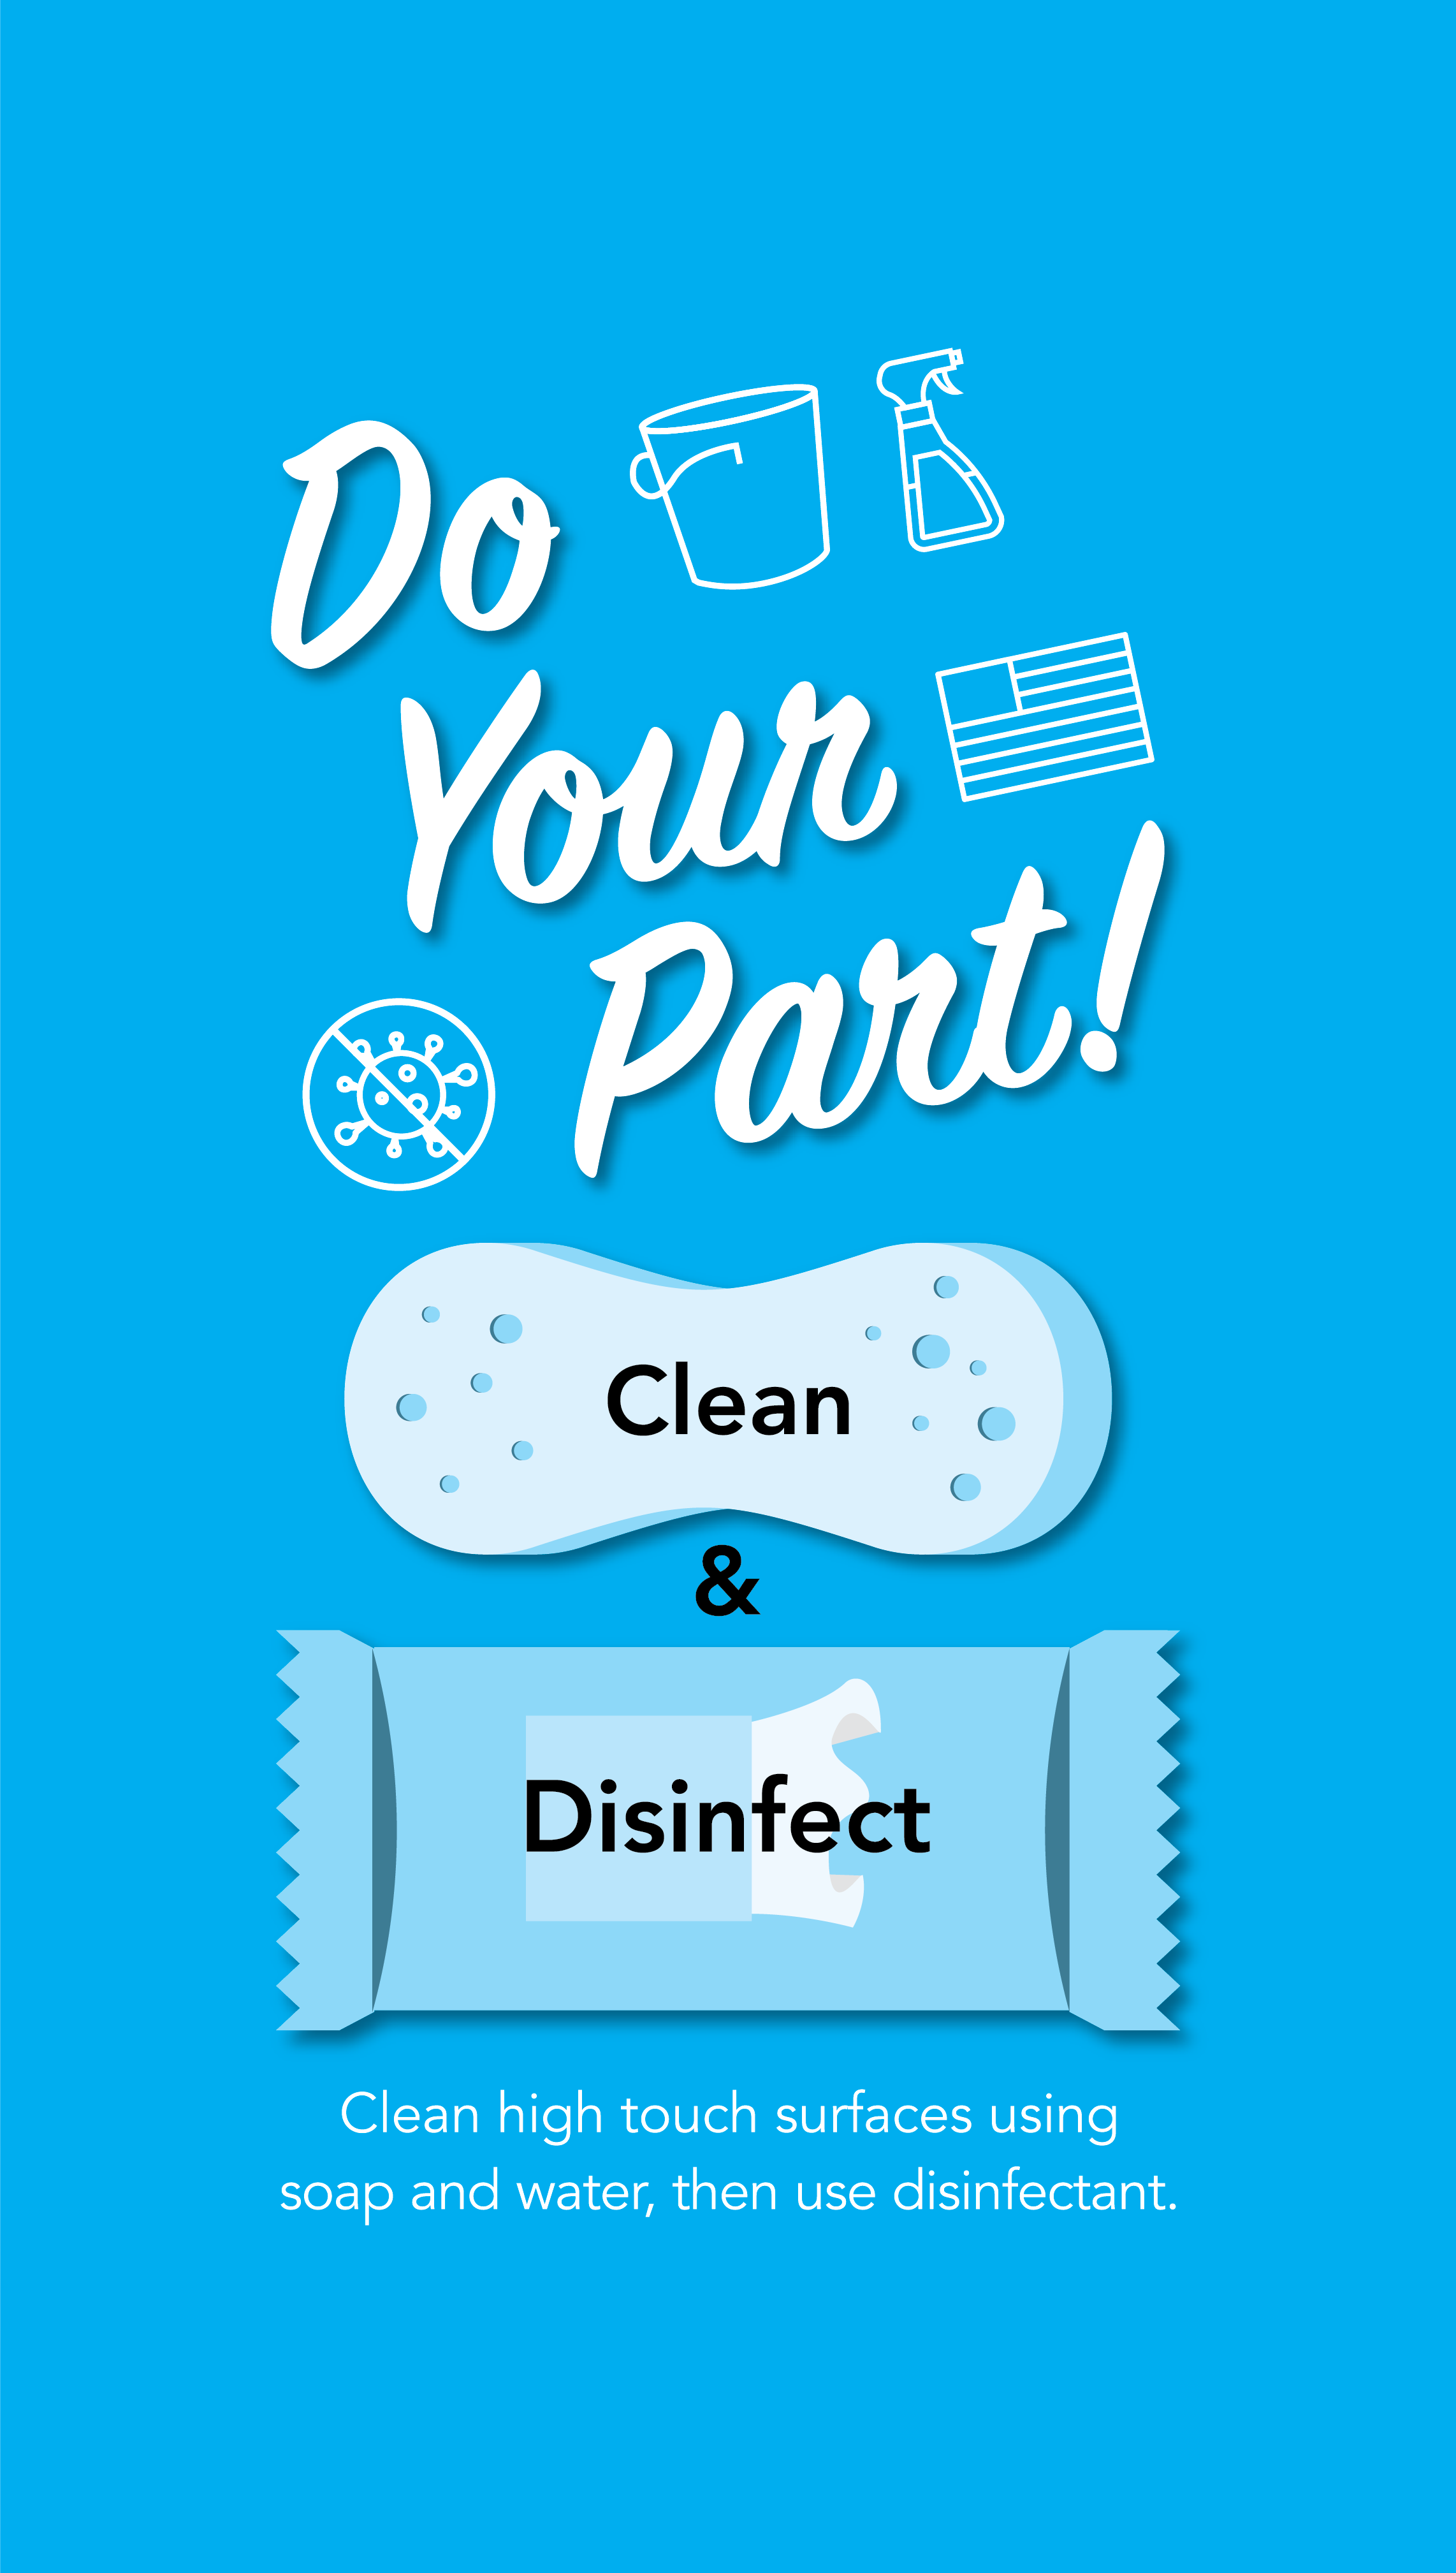 Do
Your
Part!
Clean
&
Disinfect
Clean high touch surfaces using
soap and water, then use disinfectant.